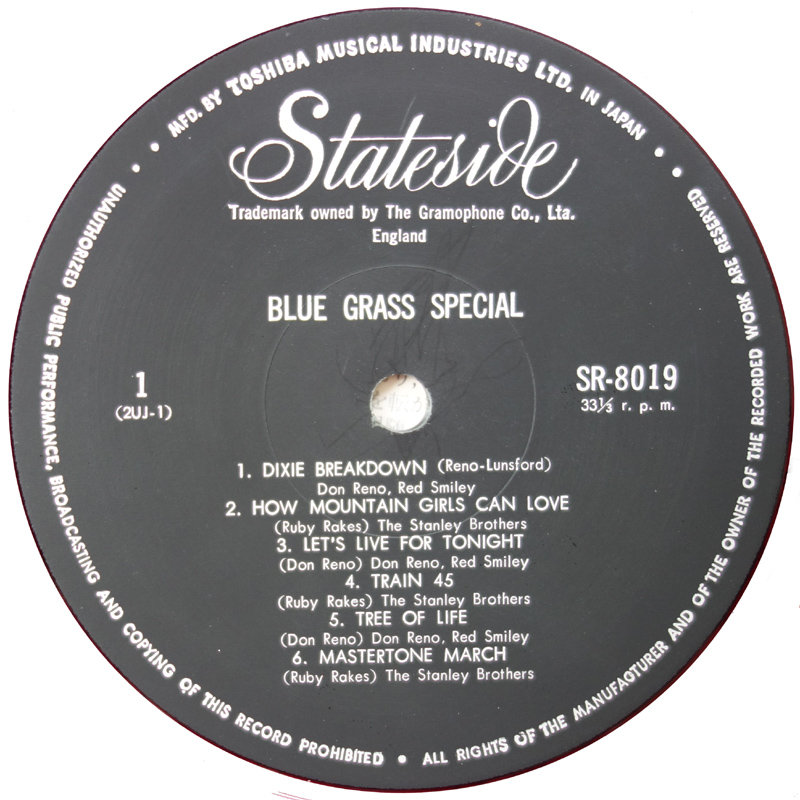 MFD. BY TOSHIBA MUSICAL INDUSTRIES LTD. IN JAPAN
Stateside
Trademark owned by The Gramophone Co., Lta.
England
BLUE GRASS SPECIAL
1
(2UJ-1)
SR-8019
33⅓ r. p. m.
1. DIXIE BREAKDOWN (Reno-Lunsford)
Don Reno, Red Smiley
2. HOW MOUNTAIN GIRLS CAN LOVE
(Ruby Rakes) The Stanley Brothers
3. LET'S LIVE FOR TONIGHT
(Don Reno) Don Reno, Red Smiley
4. TRAIN 45
(Ruby Rakes) The Stanley Brothers
5. TREE OF LIFE
(Don Reno) Don Reno, Red Smiley
6. MASTERTONE MARCH
(Ruby Rakes) The Stanley Brothers
UNAUTHORIZED PUBLIC PERFORMANCE, BROADCASTING AND COPYING OF THIS RECORD PROHIBITED • ALL RIGHTS OF THE MANUFACTURER AND OF THE OWNER OF THE RECORDED WORK ARE RESERVED